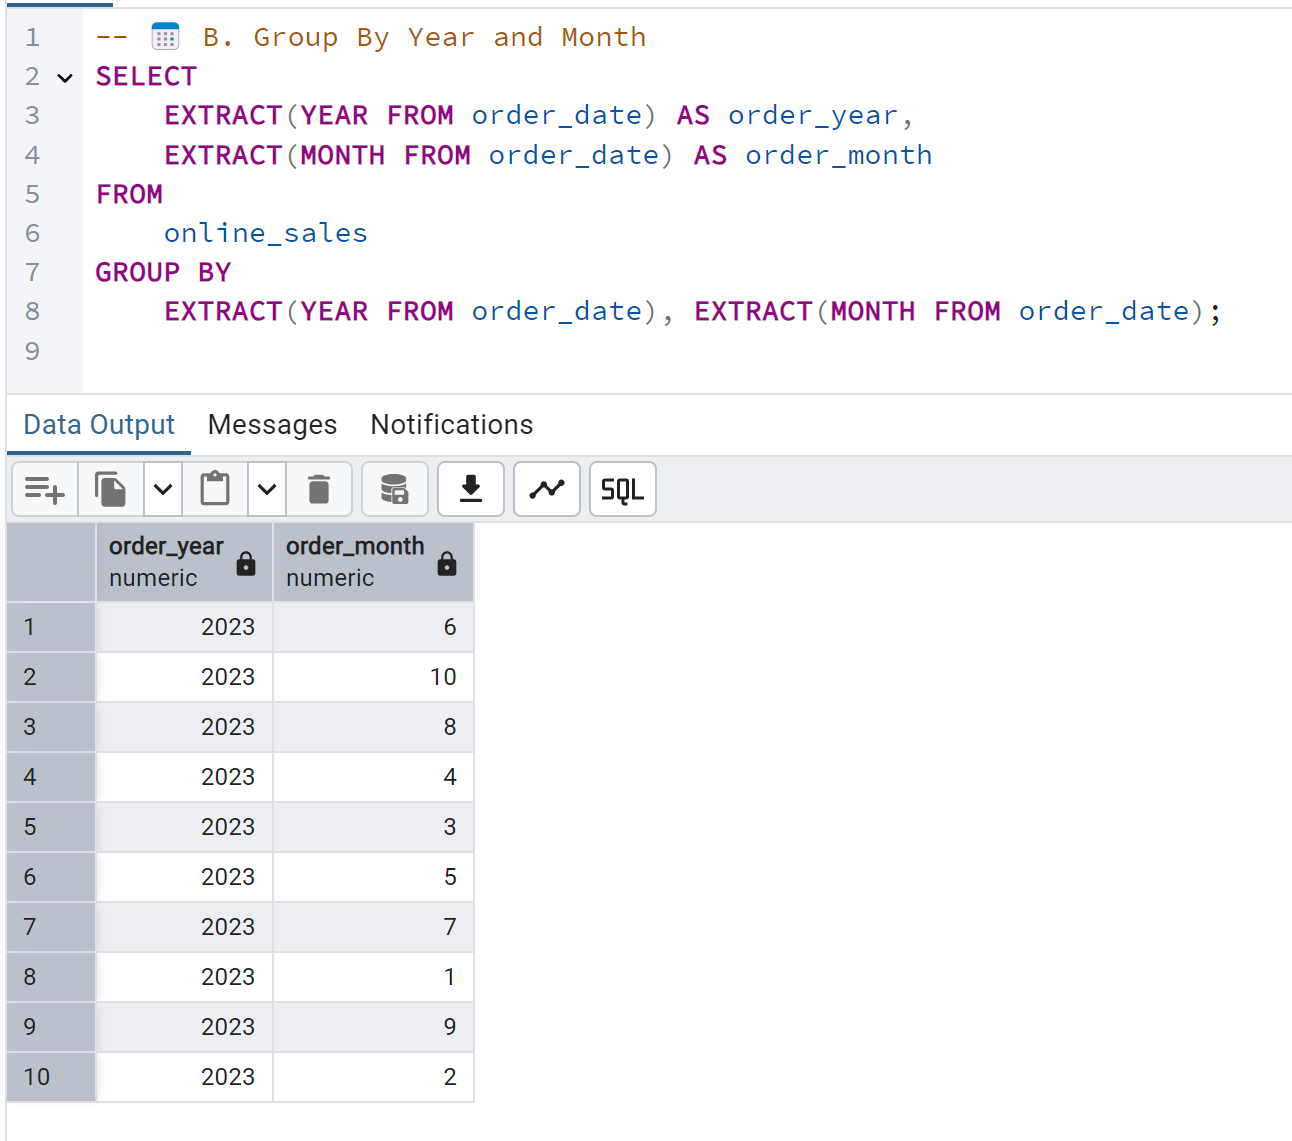 1 -- 📅 B. Group By Year and Month
2 SELECT
3 EXTRACT(YEAR FROM order_date) AS order_year,
4 EXTRACT(MONTH FROM order_date) AS order_month
5 FROM
6 online_sales
7 GROUP BY
8 EXTRACT(YEAR FROM order_date), EXTRACT(MONTH FROM order_date);
9
Data Output Messages Notifications
SQL
order_year order_month
numeric numeric
1 2023 6
2 2023 10
3 2023 8
4 2023 4
5 2023 3
6 2023 5
7 2023 7
8 2023 1
9 2023 9
10 2023 2